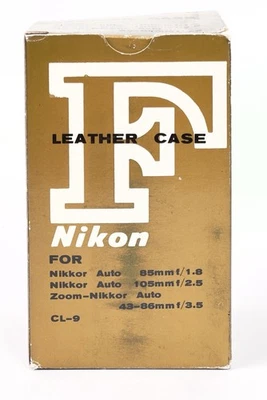 F
LEATHER CASE
Nikon
FOR
Nikkor Auto 85mm f/1.8
Nikkor Auto 105mm f/2.5
Zoom-Nikkor Auto
43-86mm f/3.5
CL-9